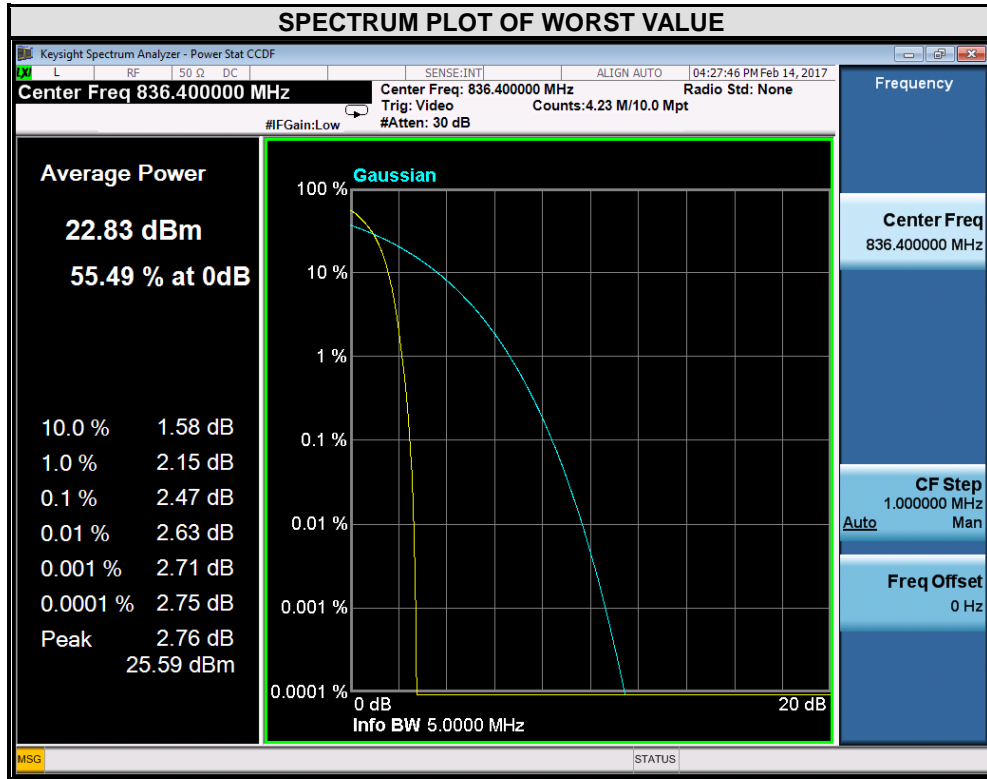 SPECTRUM PLOT OF WORST VALUE
Keysight Spectrum Analyzer - Power Stat CCDF
LXI L RF 50 Ω DC SENSE:INT ALIGN AUTO 04:27:46 PM Feb 14, 2017
Center Freq 836.400000 MHz
Center Freq: 836.400000 MHz Radio Std: None
Trig: Video Counts:4.23 M/10.0 Mpt
#IFGain:Low #Atten: 30 dB
Average Power
22.83 dBm
55.49 % at 0dB
10.0 % 1.58 dB
1.0 % 2.15 dB
0.1 % 2.47 dB
0.01 % 2.63 dB
0.001 % 2.71 dB
0.0001 % 2.75 dB
Peak 2.76 dB
25.59 dBm
Gaussian
100 %
10 %
1 %
0.1 %
0.01 %
0.001 %
0.0001 %
0 dB 20 dB
Info BW 5.0000 MHz
Frequency
Center Freq
836.400000 MHz
CF Step
1.000000 MHz
Auto Man
Freq Offset
0 Hz
MSG STATUS